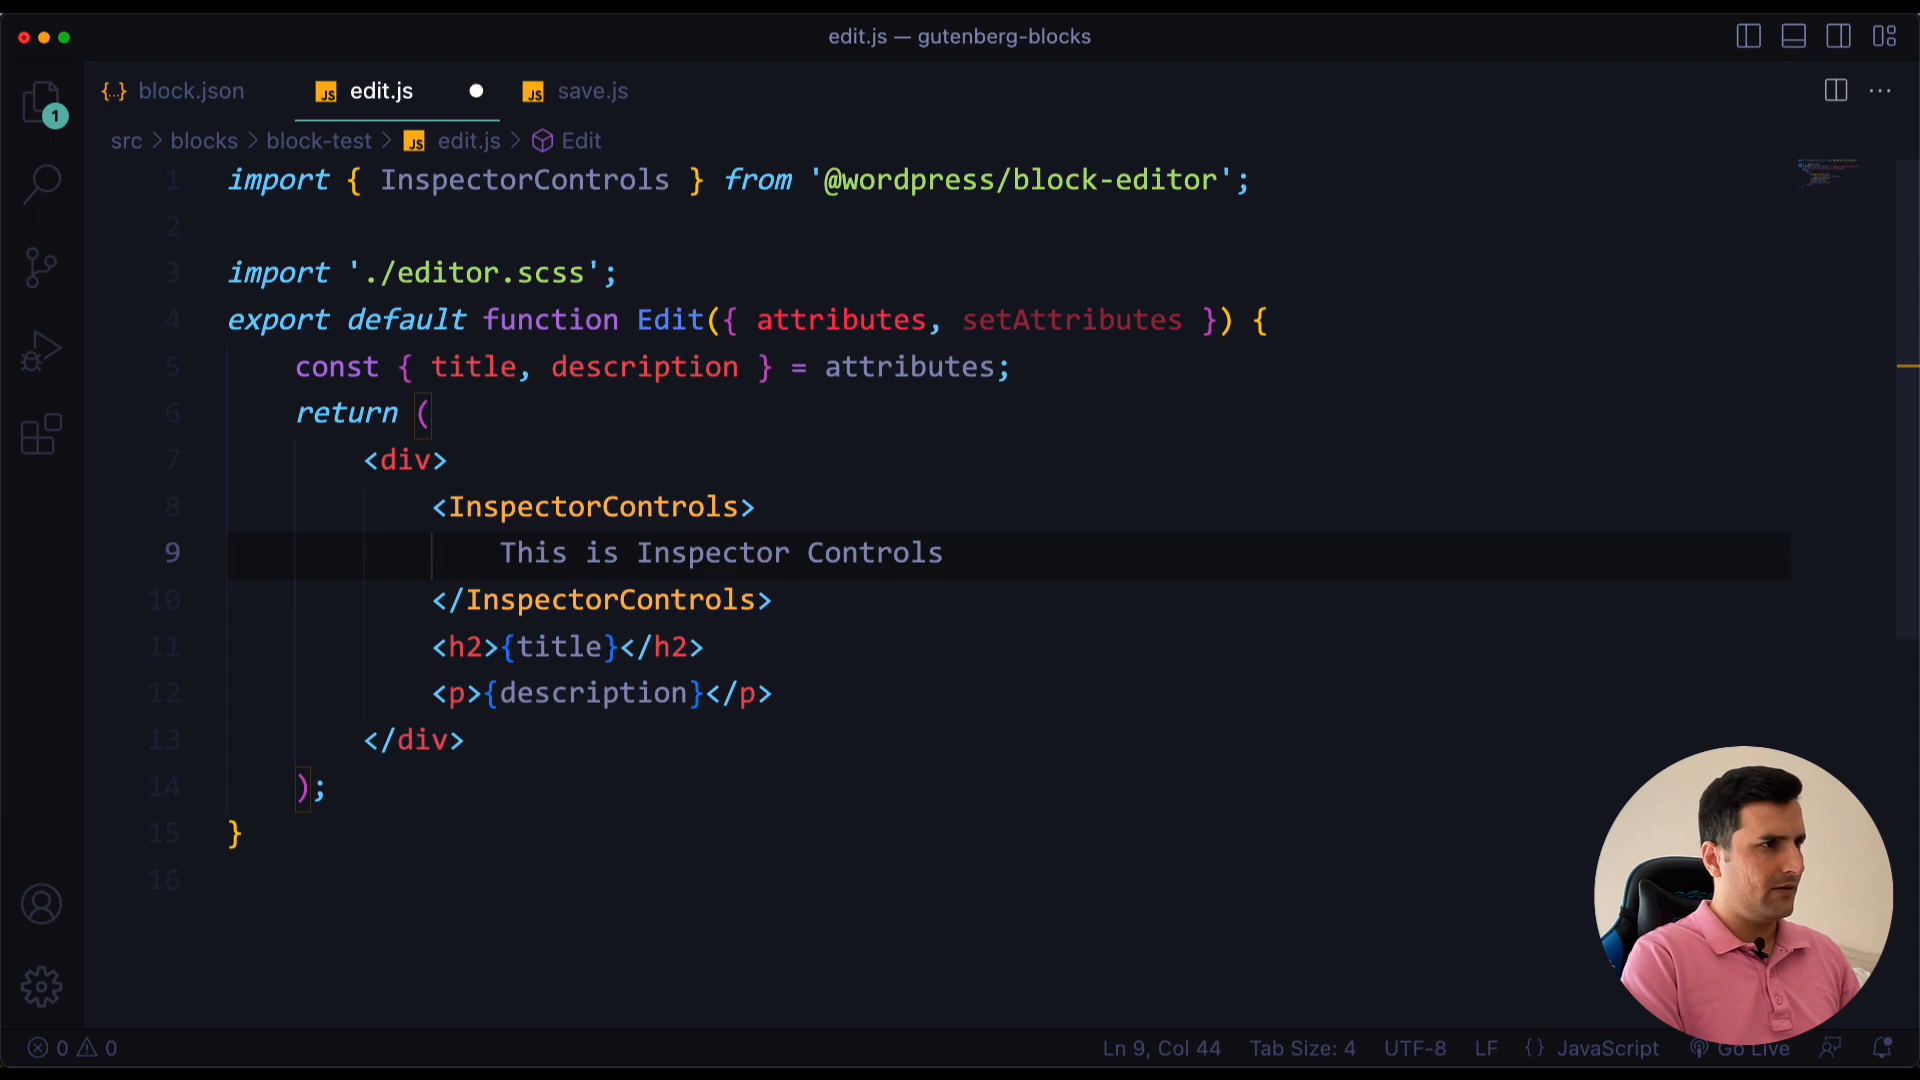 edit.js — gutenberg-blocks
{..} block.json JS edit.js JS save.js
1
src > blocks > block-test > JS edit.js > Edit
1 import { InspectorControls } from '@wordpress/block-editor';
2
3 import './editor.scss';
4 export default function Edit({ attributes, setAttributes }) {
5 const { title, description } = attributes;
6 return (
7 <div>
8 <InspectorControls>
9 This is Inspector Controls
10 </InspectorControls>
11 <h2>{title}</h2>
12 <p>{description}</p>
13 </div>
14 );
15 }
16
0 0 Ln 9, Col 44 Tab Size: 4 UTF-8 LF {} JavaScript Go Live